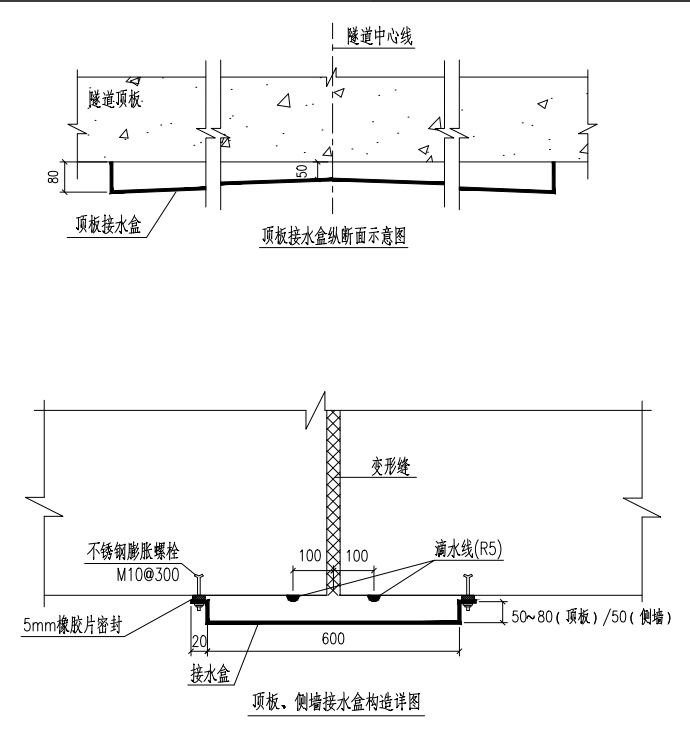 隧道中心线
隧道顶板
80
50
顶板接水盒
顶板接水盒纵断面示意图
变形缝
不锈钢膨胀螺栓
M10@300
100
100
滴水线(R5)
5mm橡胶片密封
50~80(顶板)/50(侧墙)
20
600
接水盒
顶板、侧墙接水盒构造详图